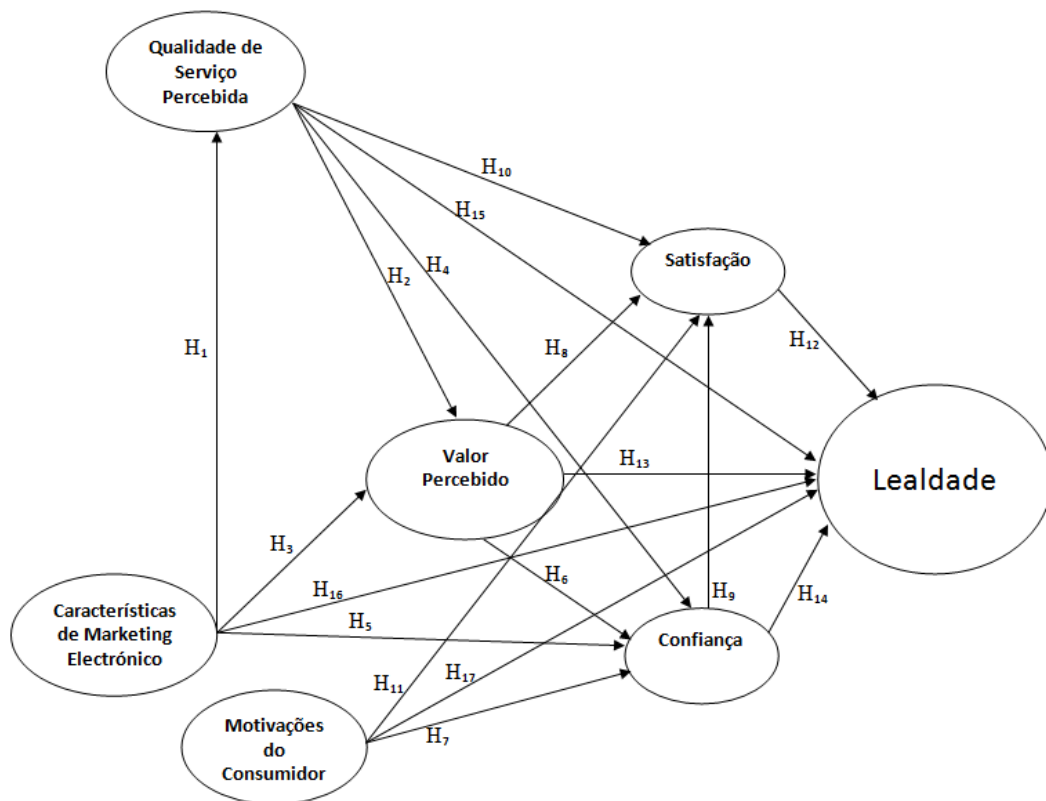 Qualidade de
Serviço
Percebida
H10
H15
H4
H2
Satisfação
H1
H8
H12
Valor
Percebido
H13
Lealdade
H3
H6
H16
H5
H9
H14
Característícas
de Marketing
Electrónico
Confiança
H11
H17
H7
Motivações
do
Consumidor